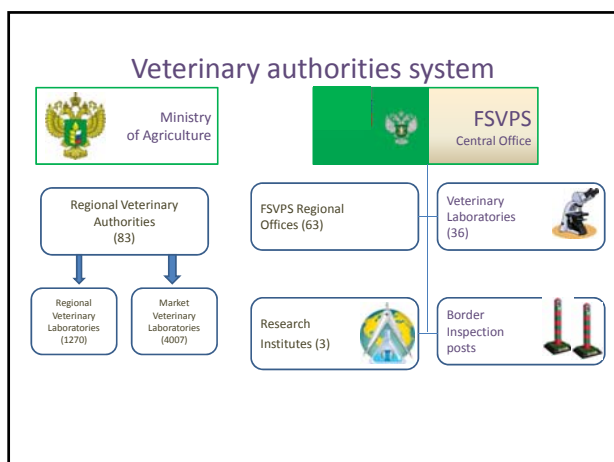 Veterinary authorities system
Ministry
of Agriculture
FSVPS
Central Office
Regional Veterinary
Authorities
(83)
FSVPS Regional
Offices (63)
Veterinary
Laboratories
(36)
Regional
Veterinary
Laboratories
(1270)
Market
Veterinary
Laboratories
(4007)
Research
Institutes (3)
Border
Inspection
posts